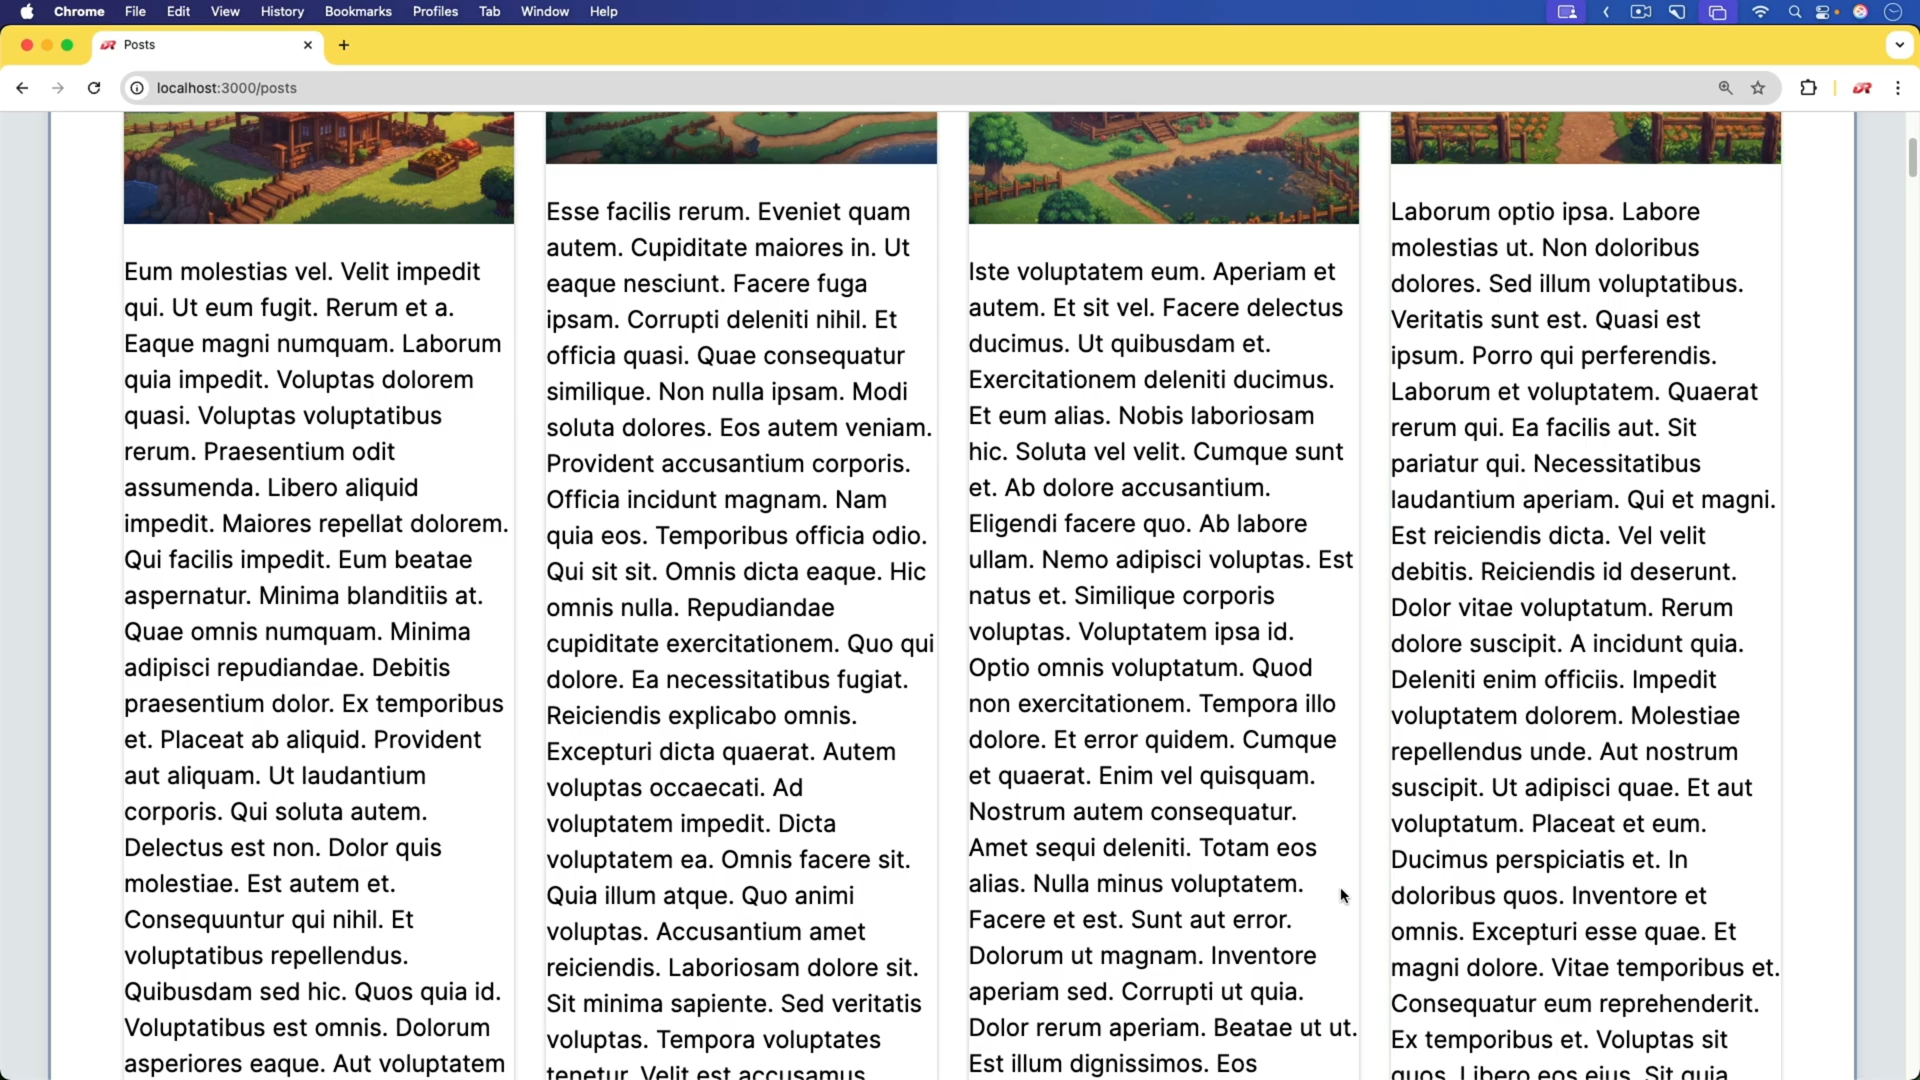 Chrome File Edit View History Bookmarks Profiles Tab Window Help
Posts
localhost:3000/posts
Eum molestias vel. Velit impedit
qui. Ut eum fugit. Rerum et a.
Eaque magni numquam. Laborum
quia impedit. Voluptas dolorem
quasi. Voluptas voluptatibus
rerum. Praesentium odit
assumenda. Libero aliquid
impedit. Maiores repellat dolorem.
Qui facilis impedit. Eum beatae
aspernatur. Minima blanditiis at.
Quae omnis numquam. Minima
adipisci repudiandae. Debitis
praesentium dolor. Ex temporibus
et. Placeat ab aliquid. Provident
aut aliquam. Ut laudantium
corporis. Qui soluta autem.
Delectus est non. Dolor quis
molestiae. Est autem et.
Consequuntur qui nihil. Et
voluptatibus repellendus.
Quibusdam sed hic. Quos quia id.
Voluptatibus est omnis. Dolorum
asperiores eaque. Aut voluptatem
Esse facilis rerum. Eveniet quam
autem. Cupiditate maiores in. Ut
eaque nesciunt. Facere fuga
ipsam. Corrupti deleniti nihil. Et
officia quasi. Quae consequatur
similique. Non nulla ipsam. Modi
soluta dolores. Eos autem veniam.
Provident accusantium corporis.
Officia incidunt magnam. Nam
quia eos. Temporibus officia odio.
Qui sit sit. Omnis dicta eaque. Hic
omnis nulla. Repudiandae
cupiditate exercitationem. Quo qui
dolore. Ea necessitatibus fugiat.
Reiciendis explicabo omnis.
Excepturi dicta quaerat. Autem
voluptas occaecati. Ad
voluptatem impedit. Dicta
voluptatem ea. Omnis facere sit.
Quia illum atque. Quo animi
voluptas. Accusantium amet
reiciendis. Laboriosam dolore sit.
Sit minima sapiente. Sed veritatis
voluptas. Tempora voluptates
tenetur. Velit est accusamus
Iste voluptatem eum. Aperiam et
autem. Et sit vel. Facere delectus
ducimus. Ut quibusdam et.
Exercitationem deleniti ducimus.
Et eum alias. Nobis laboriosam
hic. Soluta vel velit. Cumque sunt
et. Ab dolore accusantium.
Eligendi facere quo. Ab labore
ullam. Nemo adipisci voluptas. Est
natus et. Similique corporis
voluptas. Voluptatem ipsa id.
Optio omnis voluptatum. Quod
non exercitationem. Tempora illo
dolore. Et error quidem. Cumque
et quaerat. Enim vel quisquam.
Nostrum autem consequatur.
Amet sequi deleniti. Totam eos
alias. Nulla minus voluptatem.
Facere et est. Sunt aut error.
Dolorum ut magnam. Inventore
aperiam sed. Corrupti ut quia.
Dolor rerum aperiam. Beatae ut ut.
Est illum dignissimos. Eos
Laborum optio ipsa. Labore
molestias ut. Non doloribus
dolores. Sed illum voluptatibus.
Veritatis sunt est. Quasi est
ipsum. Porro qui perferendis.
Laborum et voluptatem. Quaerat
rerum qui. Ea facilis aut. Sit
pariatur qui. Necessitatibus
laudantium aperiam. Qui et magni.
Est reiciendis dicta. Vel velit
debitis. Reiciendis id deserunt.
Dolor vitae voluptatum. Rerum
dolore suscipit. A incidunt quia.
Deleniti enim officiis. Impedit
voluptatem dolorem. Molestiae
repellendus unde. Aut nostrum
suscipit. Ut adipisci quae. Et aut
voluptatum. Placeat et eum.
Ducimus perspiciatis et. In
doloribus quos. Inventore et
omnis. Excepturi esse quae. Et
magni dolore. Vitae temporibus et.
Consequatur eum reprehenderit.
Ex temporibus et. Voluptas sit
quos. Libero eos eius. Sit quia